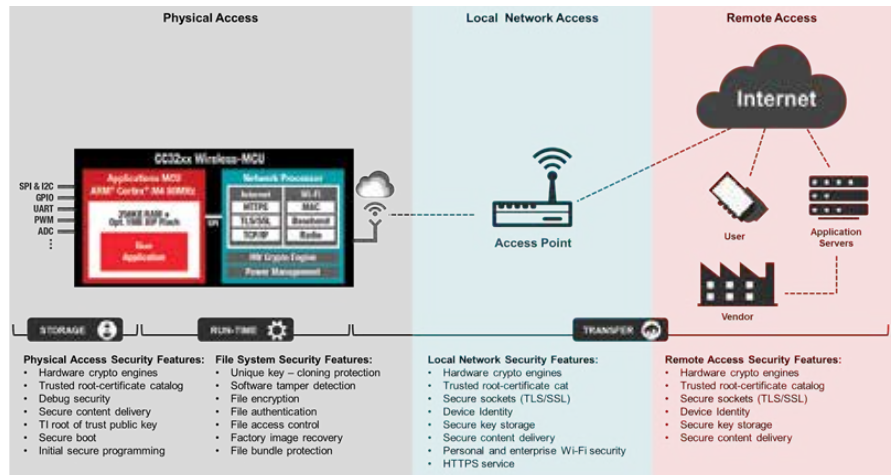 Physical Access
Local Network Access
Remote Access
Internet
CC32xx Wireless-MCU
Applications MCU
ARM® Cortex® M4 80MHz
256KB RAM +
Opt. 1MB XIP Flash
User
Application
SPI
Network Processor
Internet
Wi-Fi
HTTPS
MAC
TLS/SSL
Baseband
TCP/IP
Radio
HW Crypto Engine
Power Management
SPI & I2C
GPIO
UART
PWM
ADC
Access Point
User
Application
Servers
Vendor
STORAGE
RUN-TIME
TRANSFER
Physical Access Security Features:
• Hardware crypto engines
• Trusted root-certificate catalog
• Debug security
• Secure content delivery
• TI root of trust public key
• Secure boot
• Initial secure programming
File System Security Features:
• Unique key – cloning protection
• Software tamper detection
• File encryption
• File authentication
• File access control
• Factory image recovery
• File bundle protection
Local Network Security Features:
• Hardware crypto engines
• Trusted root-certificate cat
• Secure sockets (TLS/SSL)
• Device Identity
• Secure key storage
• Secure content delivery
• Personal and enterprise Wi-Fi security
• HTTPS service
Remote Access Security Features:
• Hardware crypto engines
• Trusted root-certificate catalog
• Secure sockets (TLS/SSL)
• Device Identity
• Secure key storage
• Secure content delivery